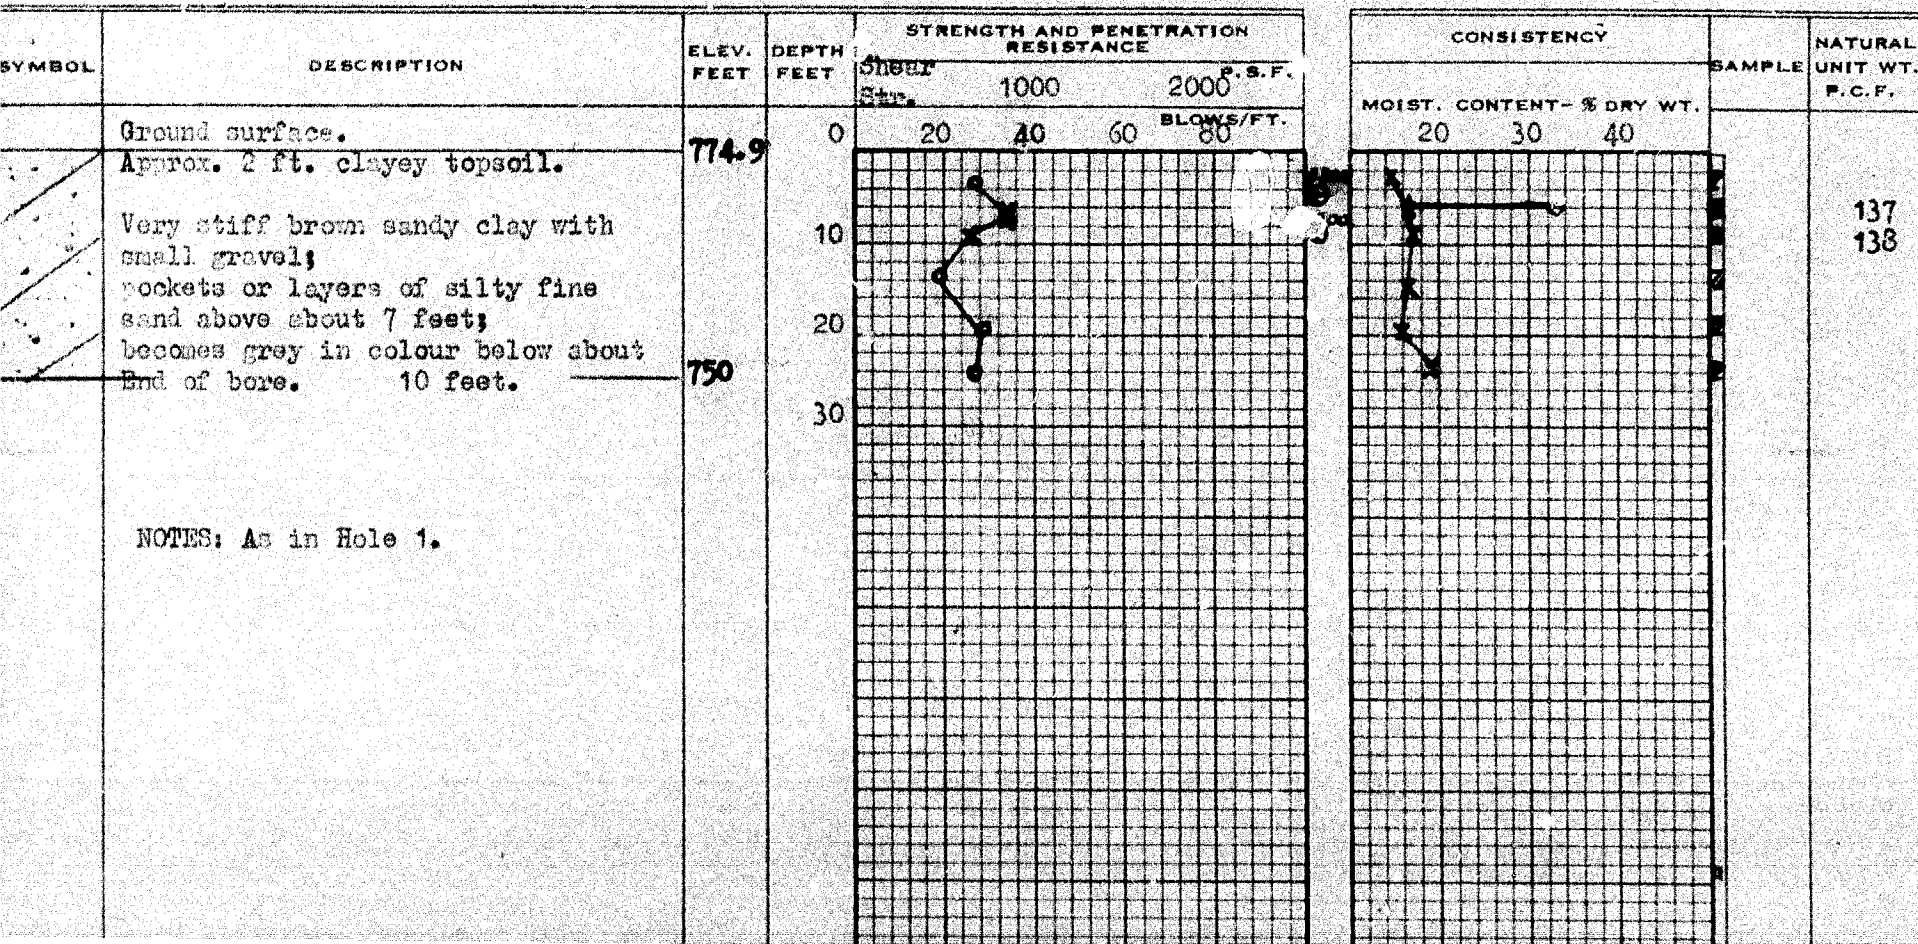 SYMBOL
DESCRIPTION
ELEV. FEET
DEPTH FEET
STRENGTH AND PENETRATION
RESISTANCE
Shear
Str.
1000 2000 P.S.F.
BLOWS/FT.
20 40 60 80
CONSISTENCY
MOIST. CONTENT- % DRY WT.
20 30 40
SAMPLE
NATURAL
UNIT WT.
P.C.F.
Ground surface.
774.9
0
Approx. 2 ft. clayey topsoil.
Very stiff brown sandy clay with
137
10
138
small gravel;
pockets or layers of silty fine
sand above about 7 feet;
20
becomes grey in colour below about
End of bore. 10 feet.
750
30
NOTES: As in Hole 1.